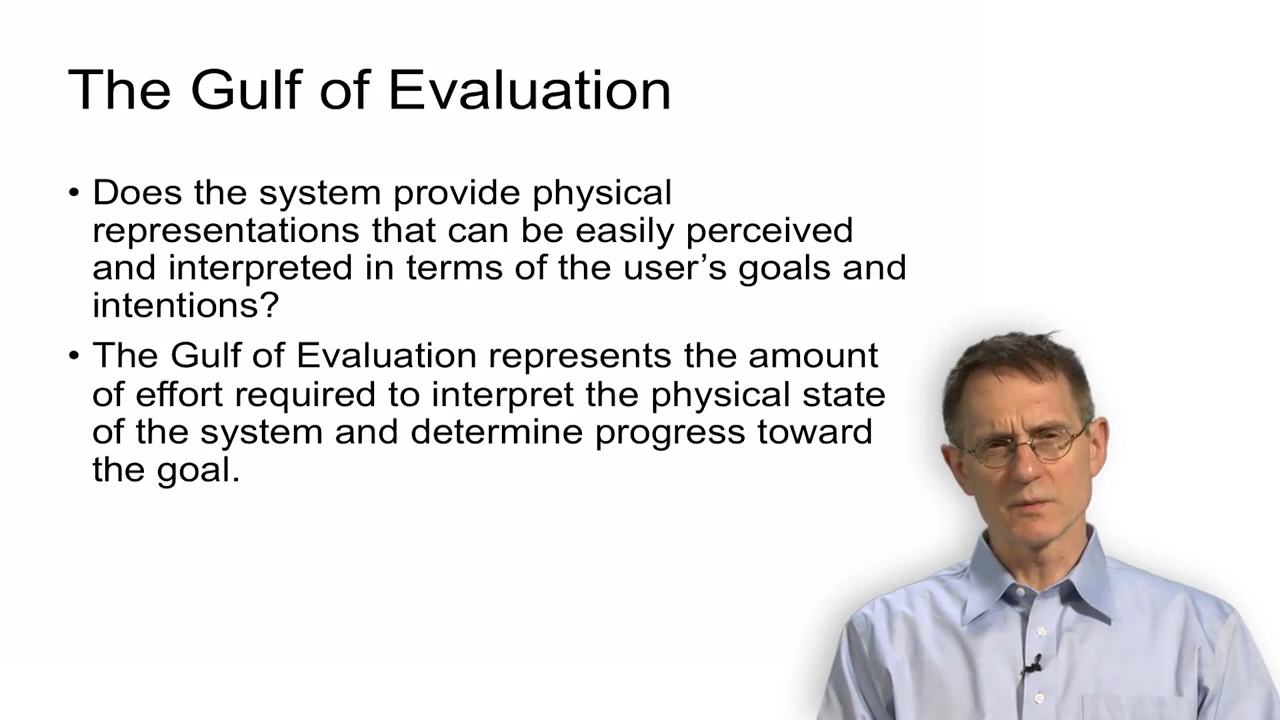 The Gulf of Evaluation
• Does the system provide physical
representations that can be easily perceived
and interpreted in terms of the user’s goals and
intentions?
• The Gulf of Evaluation represents the amount
of effort required to interpret the physical state
of the system and determine progress toward
the goal.